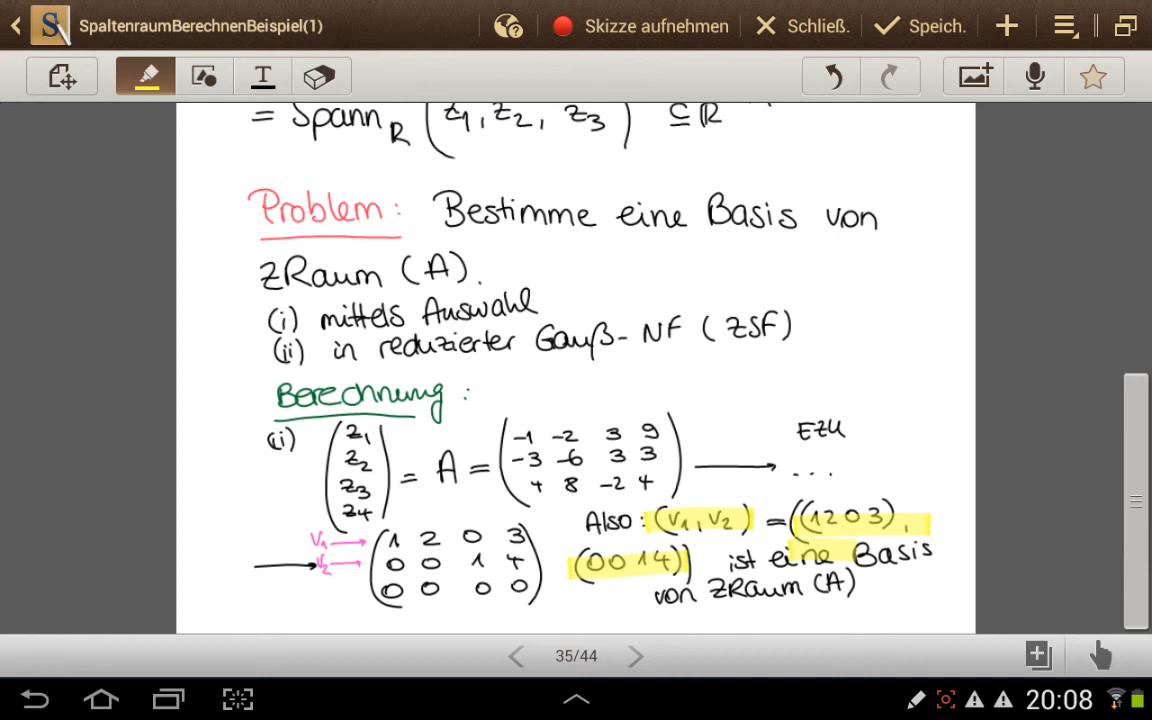 SpaltenraumBerechnenBeispiel(1) Skizze aufnehmen Schließ. Speich.
= Spann R (z1, z2, z3) ⊆ R
Problem: Bestimme eine Basis von
ZRaum (A).
(i) mittels Auswahl
(ii) in reduzierter Gauß-NF (ZSF)
Berechnung:
(ii) (z1 z2 z3 z4) = A = (-1 -2 3 9
-3 -6 3 3
4 8 -2 4) → EZU ...
Also: (v1, v2) = ((1 2 0 3),
(0 0 1 4)) ist eine Basis
von ZRaum (A)
→ v1 → (1 2 0 3
v2 → 0 0 1 4
0 0 0 0)
35/44
20:08